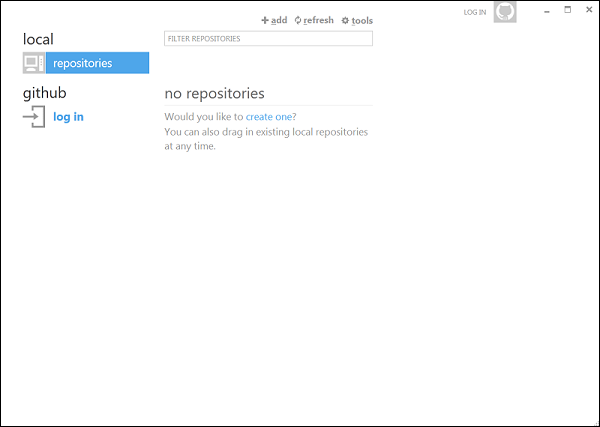 LOG IN
add refresh tools
local
FILTER REPOSITORIES
repositories
github
log in
no repositories
Would you like to create one?
You can also drag in existing local repositories
at any time.